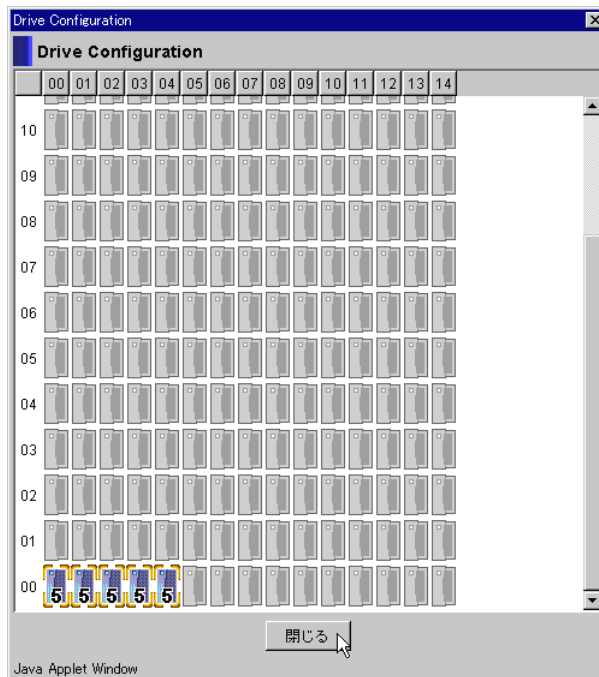 Drive Configuration
Drive Configuration
00 01 02 03 04 05 06 07 08 09 10 11 12 13 14
10
09
08
07
06
05
04
03
02
01
00 5 5 5 5 5
閉じる
Java Applet Window